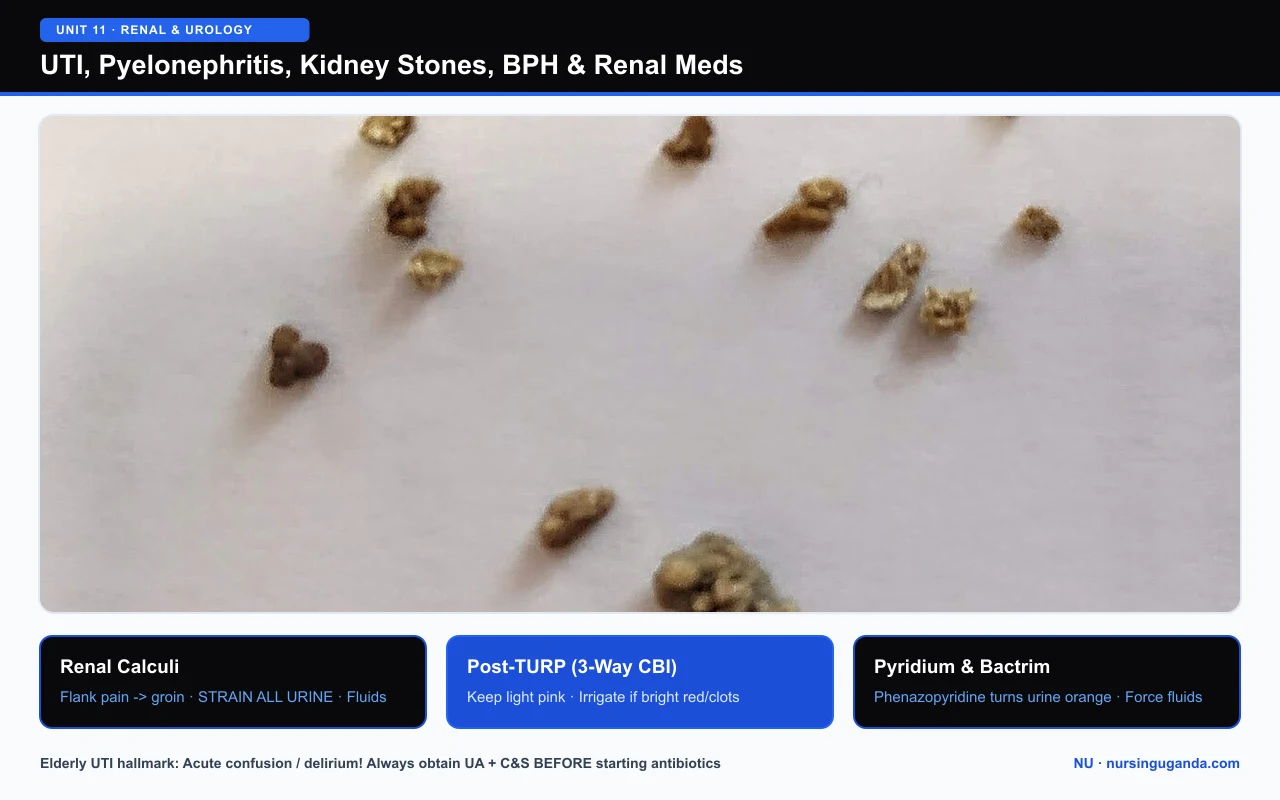 UNIT 11 · RENAL & UROLOGY
UTI, Pyelonephritis, Kidney Stones, BPH & Renal Meds
Renal Calculi
Flank pain -> groin · STRAIN ALL URINE · Fluids
Post-TURP (3-Way CBI)
Keep light pink · Irrigate if bright red/clots
Pyridium & Bactrim
Phenazopyridine turns urine orange · Force fluids
Elderly UTI hallmark: Acute confusion / delirium! Always obtain UA + C&S BEFORE starting antibiotics
NU · nursinguganda.com